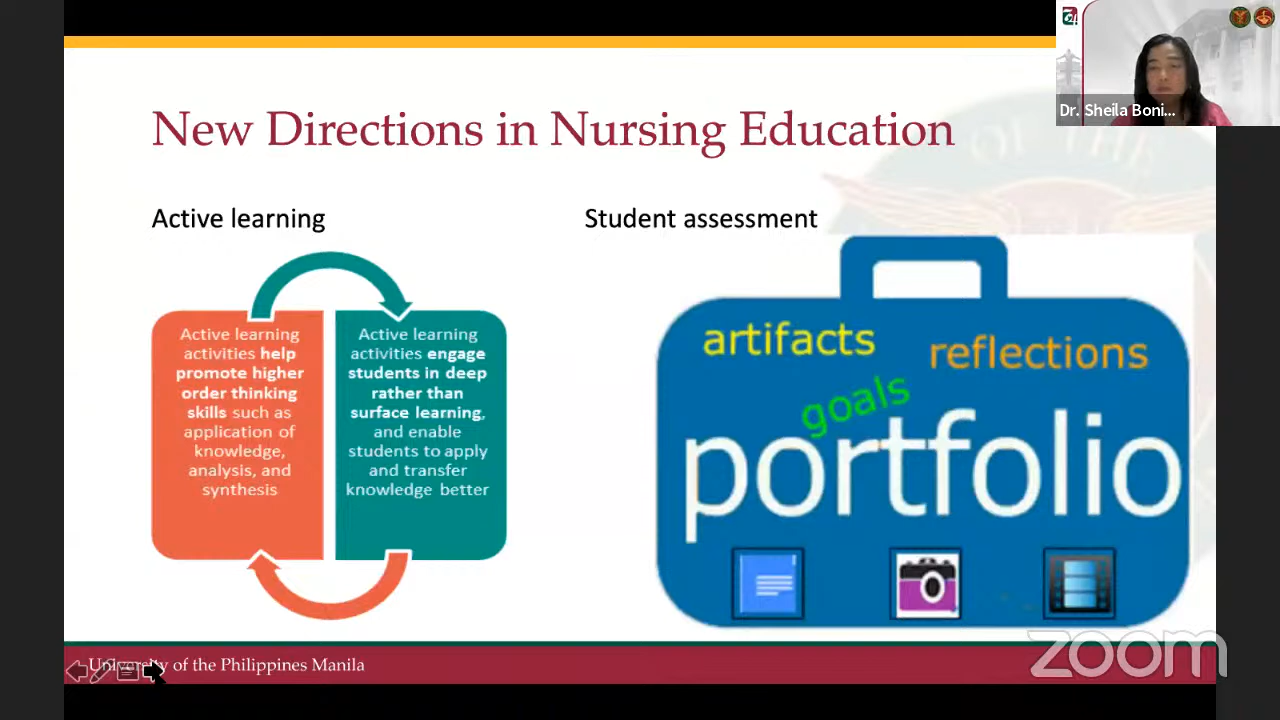 New Directions in Nursing Education
Dr. Sheila Boni...
Active learning
Active learning
activities help
promote higher
order thinking
skills such as
application of
knowledge,
analysis, and
synthesis
Active learning
activities engage
students in deep
rather than
surface learning,
and enable
students to apply
and transfer
knowledge better
Student assessment
artifacts
reflections
goals
portfolio
University of the Philippines Manila
zoom